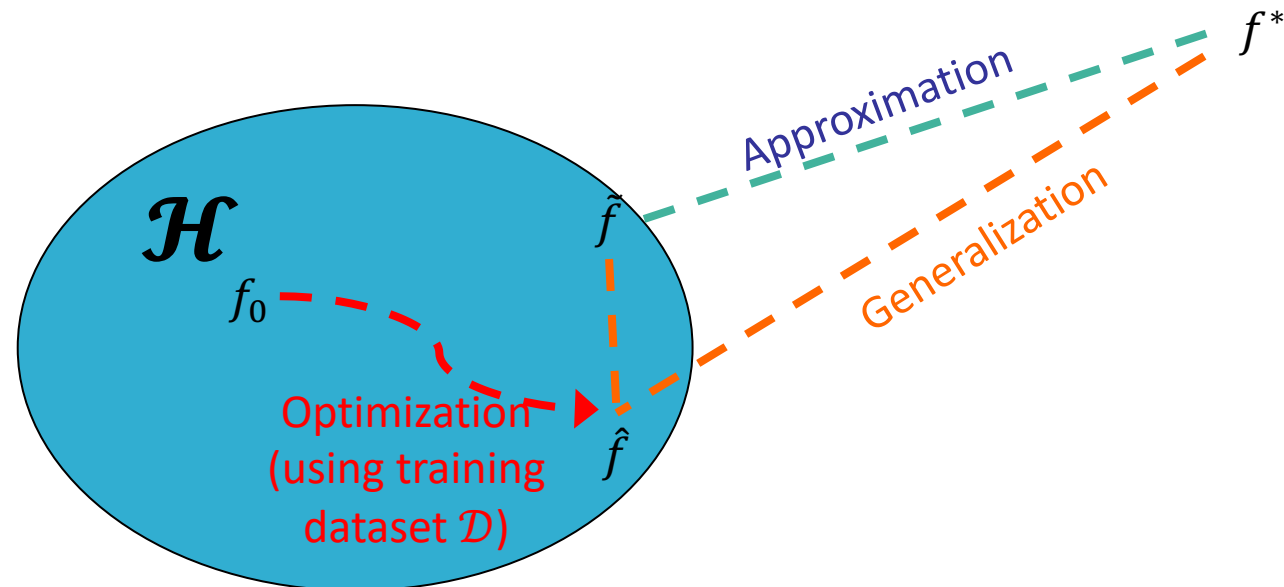 f*
Approximation
f̃
ℋ
Generalization
f₀
Optimization
(using training
dataset 𝒟)
f̂